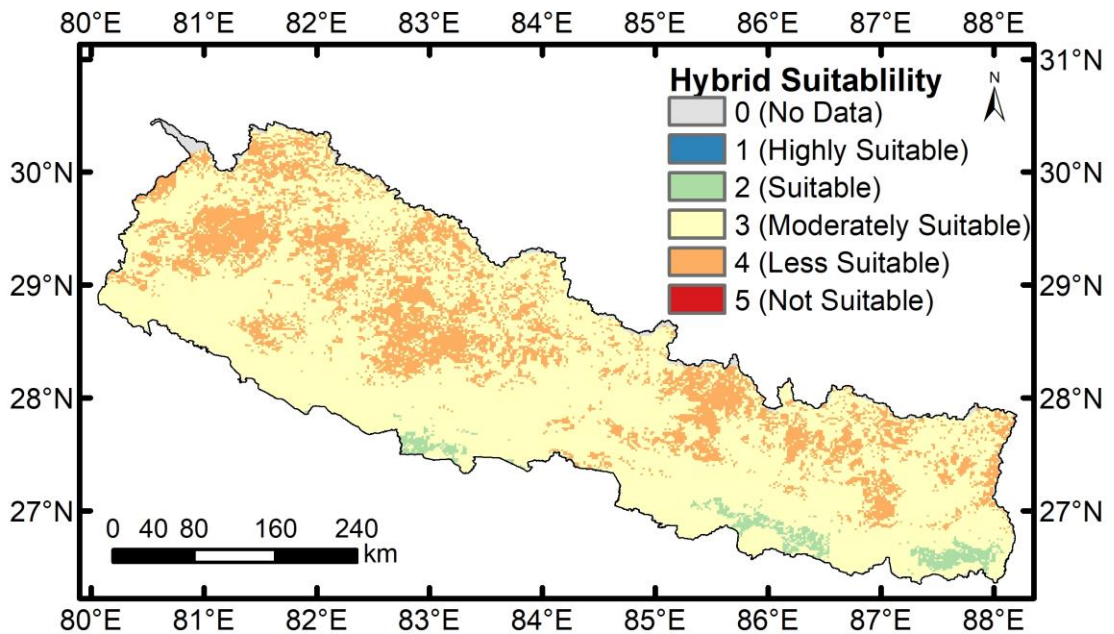 80°E 81°E 82°E 83°E 84°E 85°E 86°E 87°E 88°E
31°N
Hybrid Suitablility
N
0 (No Data)
1 (Highly Suitable)
30°N 2 (Suitable) 30°N
3 (Moderately Suitable)
4 (Less Suitable)
29°N 5 (Not Suitable) 29°N
28°N 28°N
27°N 27°N
0 40 80 160 240
km
80°E 81°E 82°E 83°E 84°E 85°E 86°E 87°E 88°E